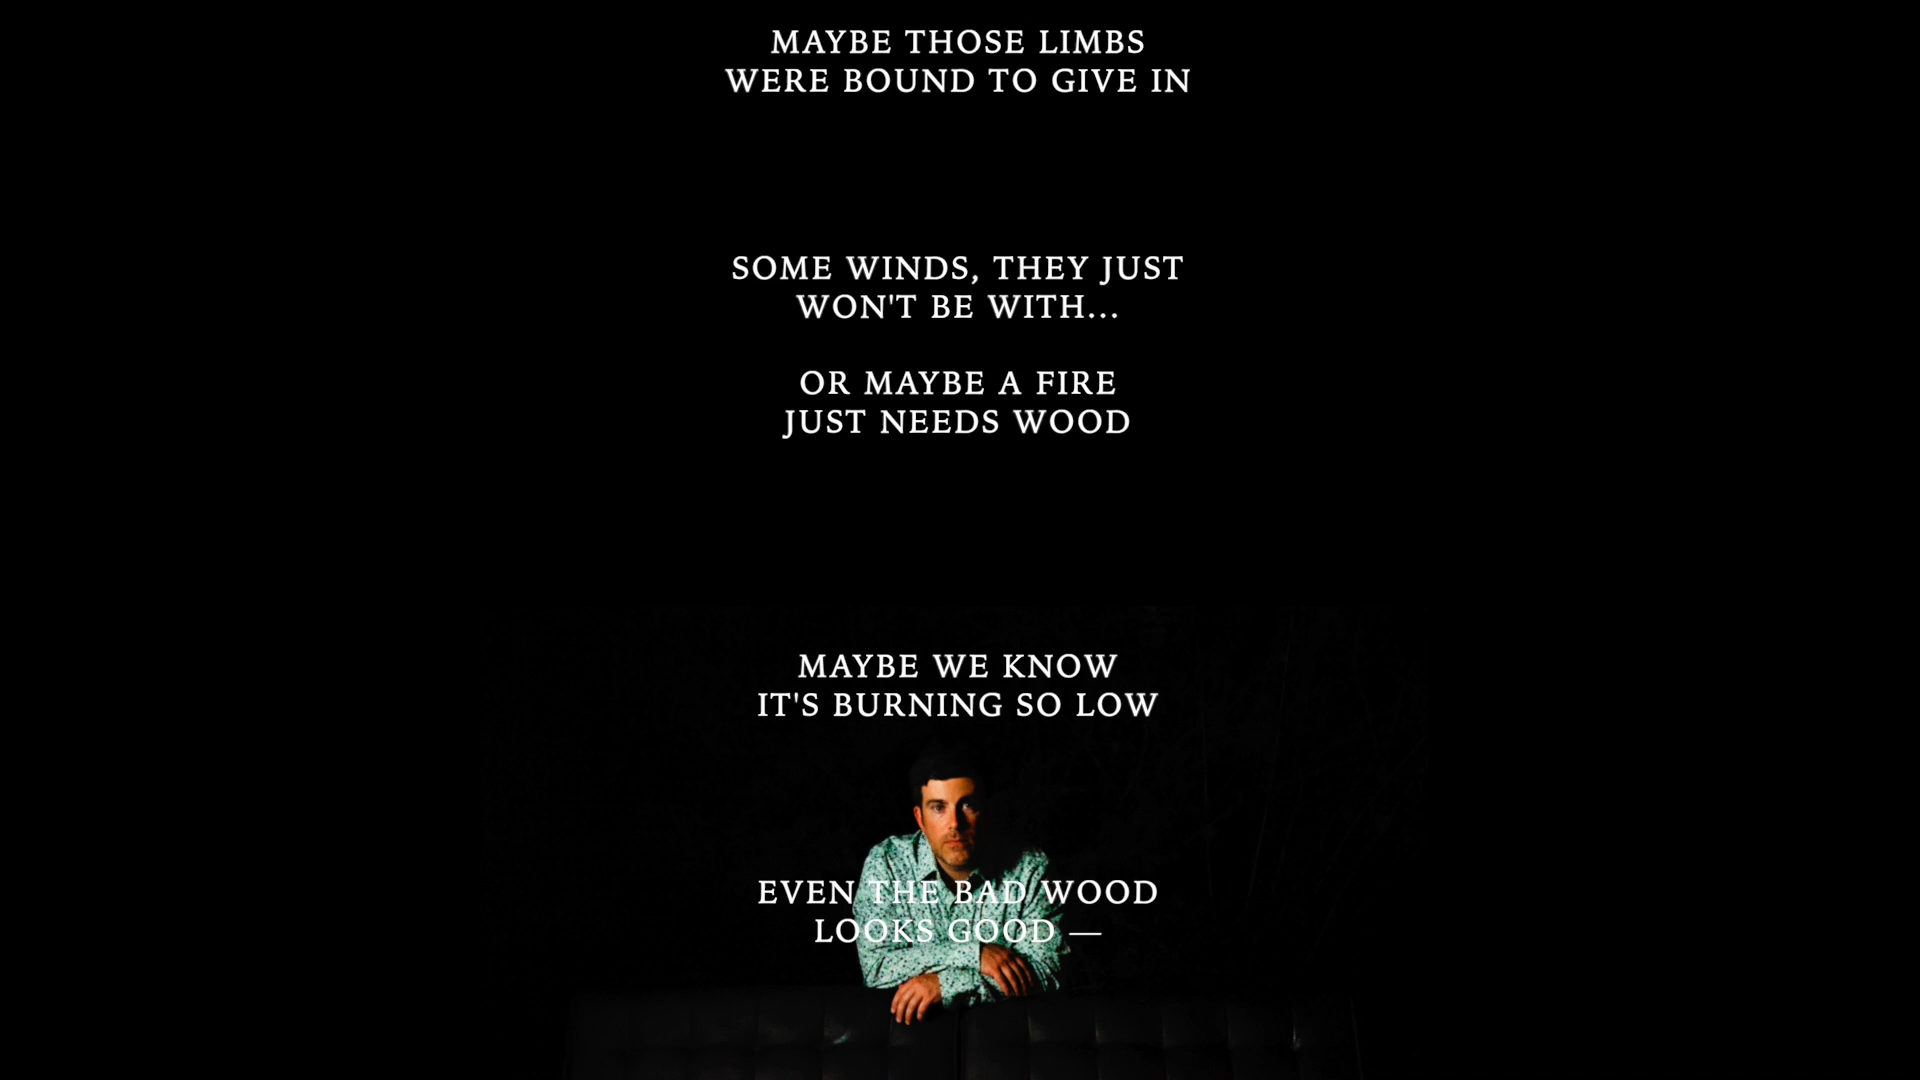 MAYBE THOSE LIMBS
WERE BOUND TO GIVE IN
SOME WINDS, THEY JUST
WON'T BE WITH...
OR MAYBE A FIRE
JUST NEEDS WOOD
MAYBE WE KNOW
IT'S BURNING SO LOW
EVEN THE BAD WOOD
LOOKS GOOD —